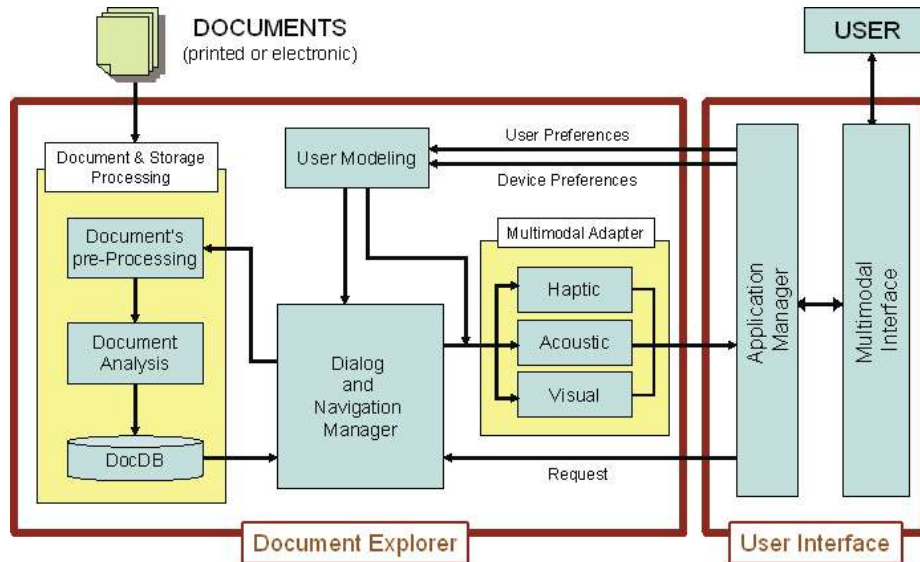 DOCUMENTS
(printed or electronic)
USER
Document & Storage
Processing
Document's
pre-Processing
Document
Analysis
DocDB
User Modeling
User Preferences
Device Preferences
Dialog
and
Navigation
Manager
Multimodal Adapter
Haptic
Acoustic
Visual
Request
Application
Manager
Multimodal
Interface
Document Explorer
User Interface